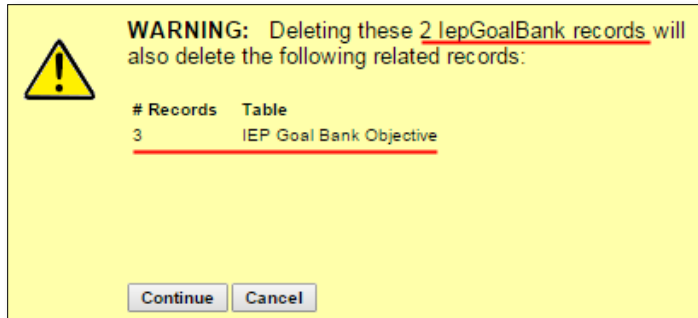 WARNING: Deleting these 2 IepGoalBank records will
also delete the following related records:
# Records Table
3 IEP Goal Bank Objective
Continue Cancel